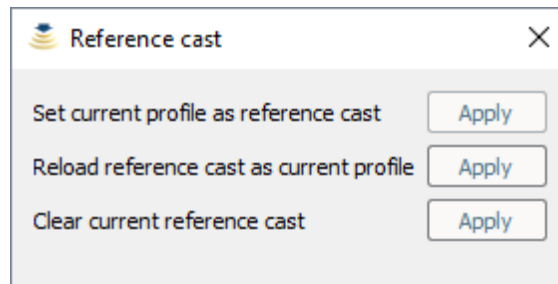 Reference cast
Set current profile as reference cast Apply
Reload reference cast as current profile Apply
Clear current reference cast Apply